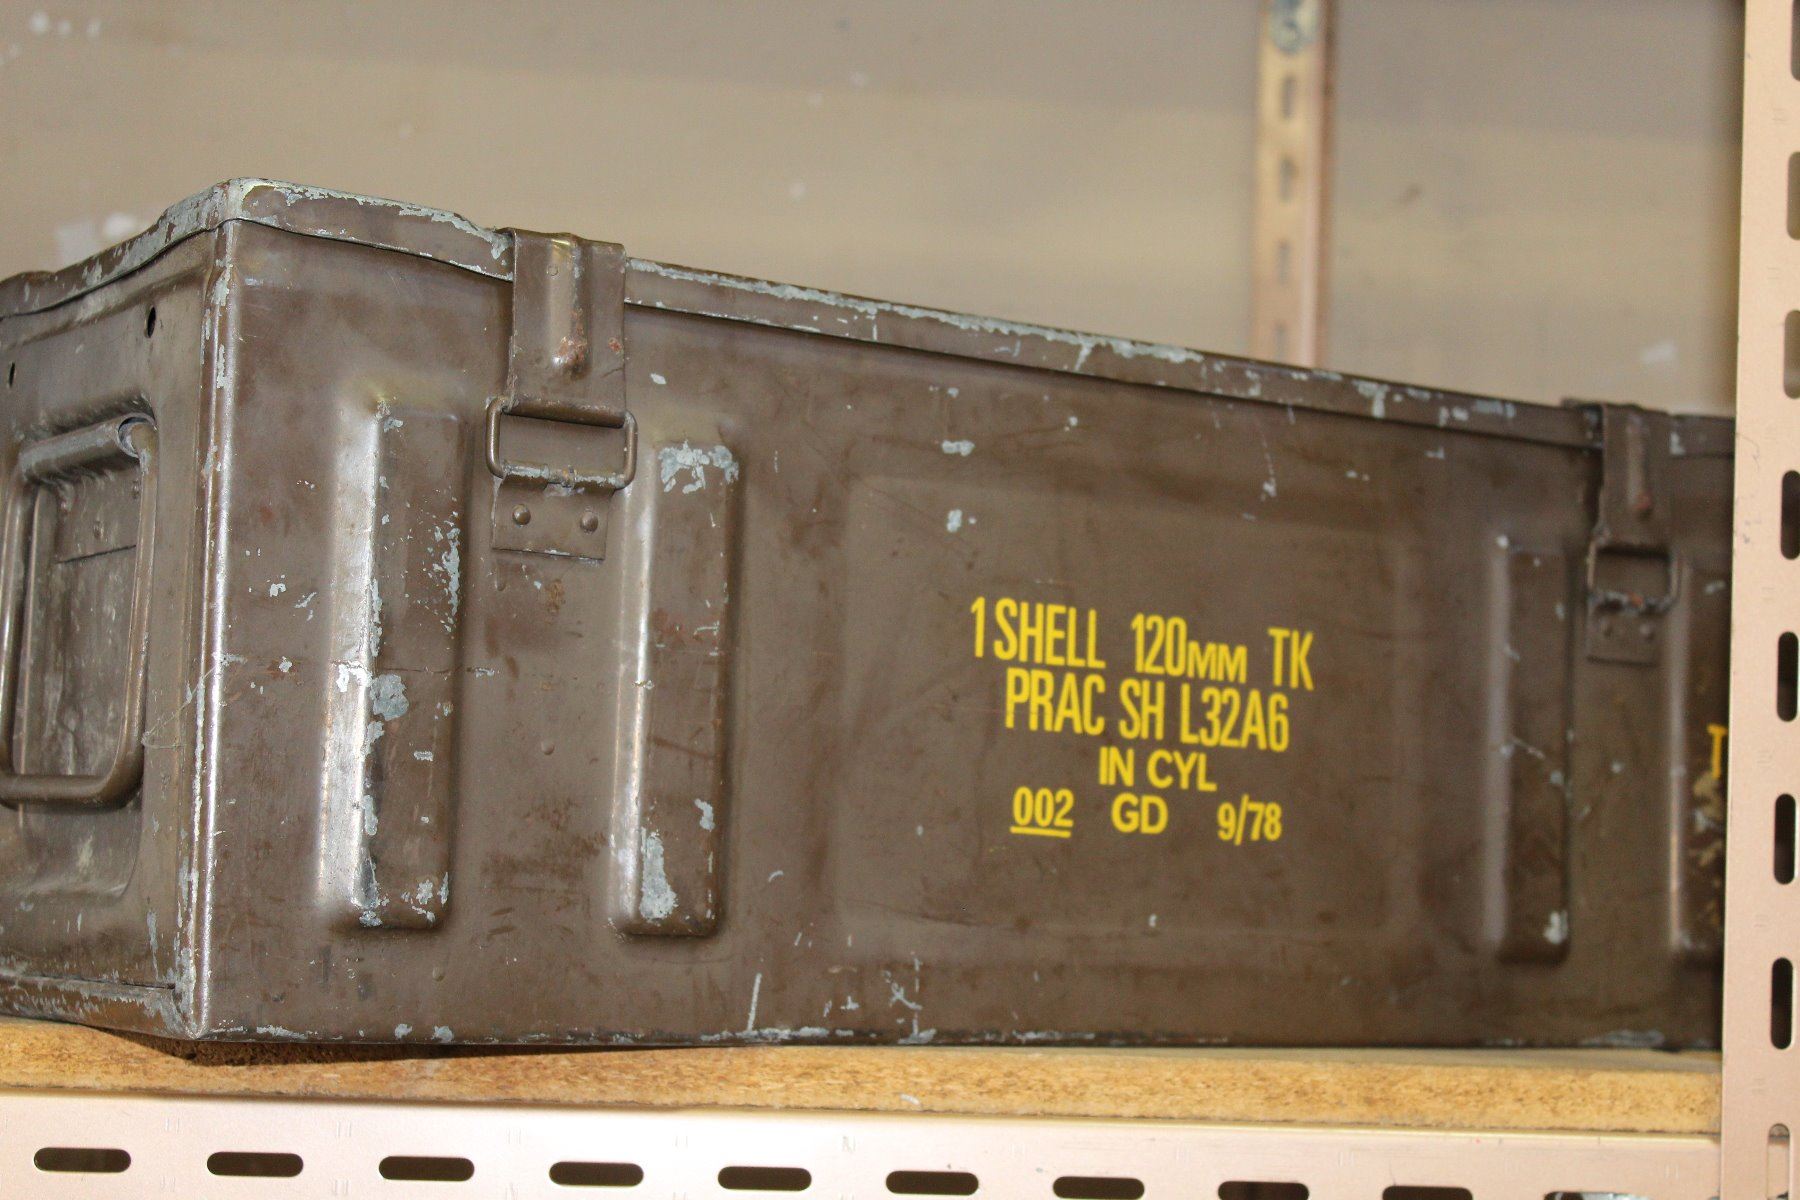 1 SHELL 120MM TK
PRAC SH L32A6
IN CYL
002 GD 9/78